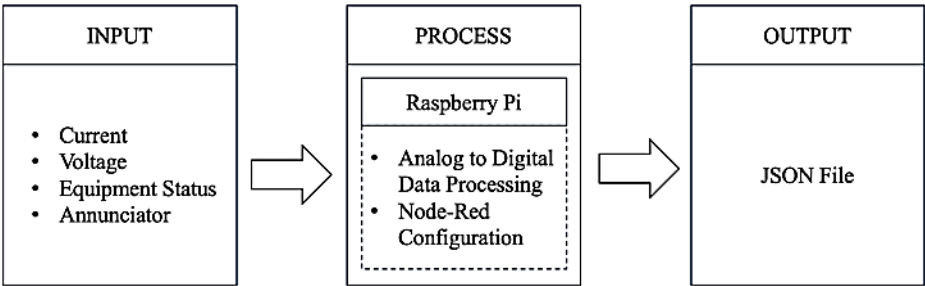 INPUT
• Current
• Voltage
• Equipment Status
• Annunciator
PROCESS
Raspberry Pi
• Analog to Digital
Data Processing
• Node-Red
Configuration
OUTPUT
JSON File